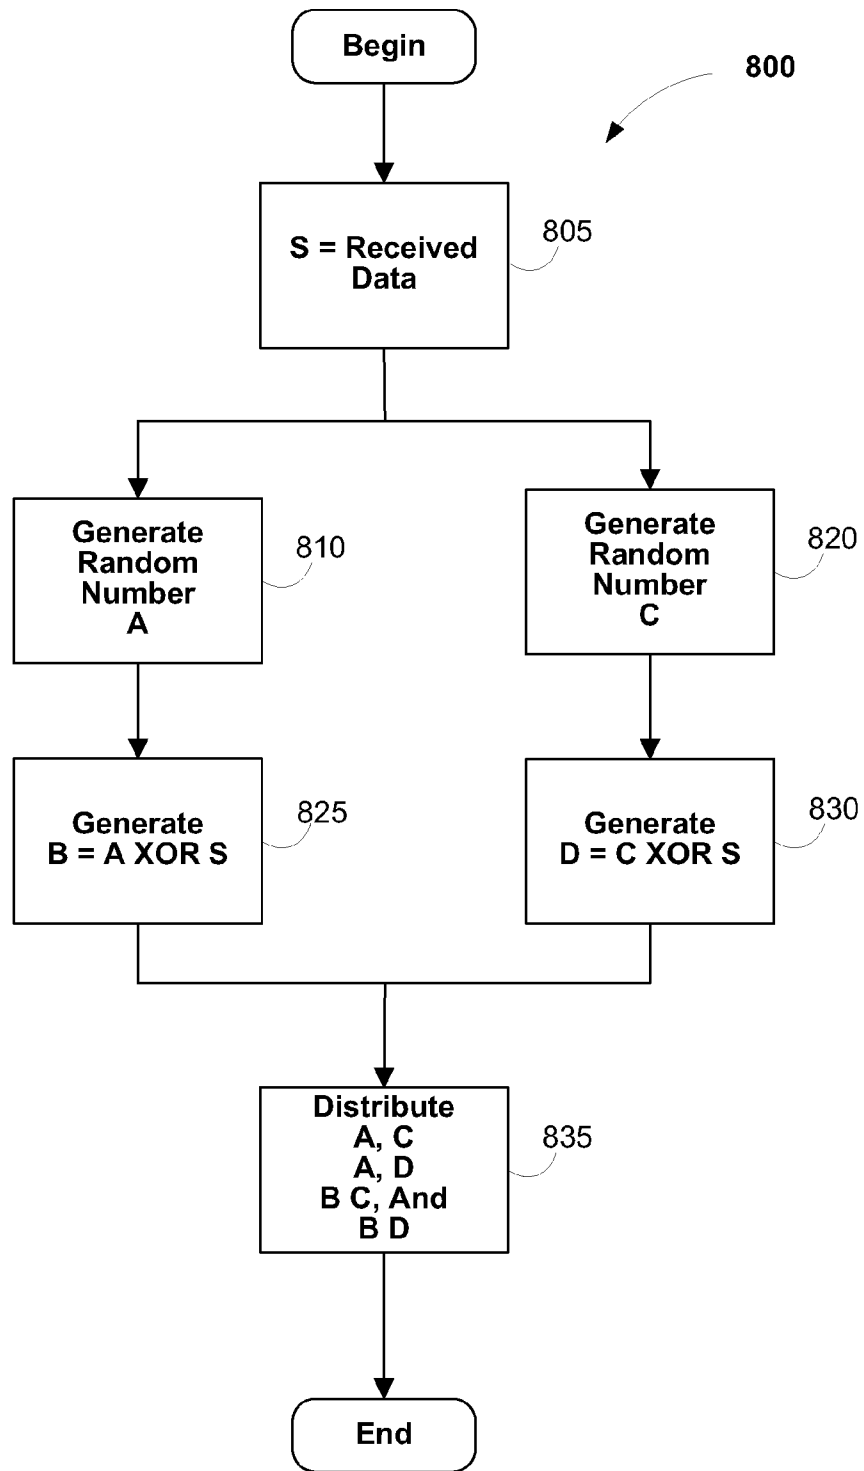 Begin
800
S = Received
Data
805
Generate
Random
Number
A
810
Generate
Random
Number
C
820
Generate
B = A XOR S
825
Generate
D = C XOR S
830
Distribute
A, C
A, D
B C, And
B D
835
End